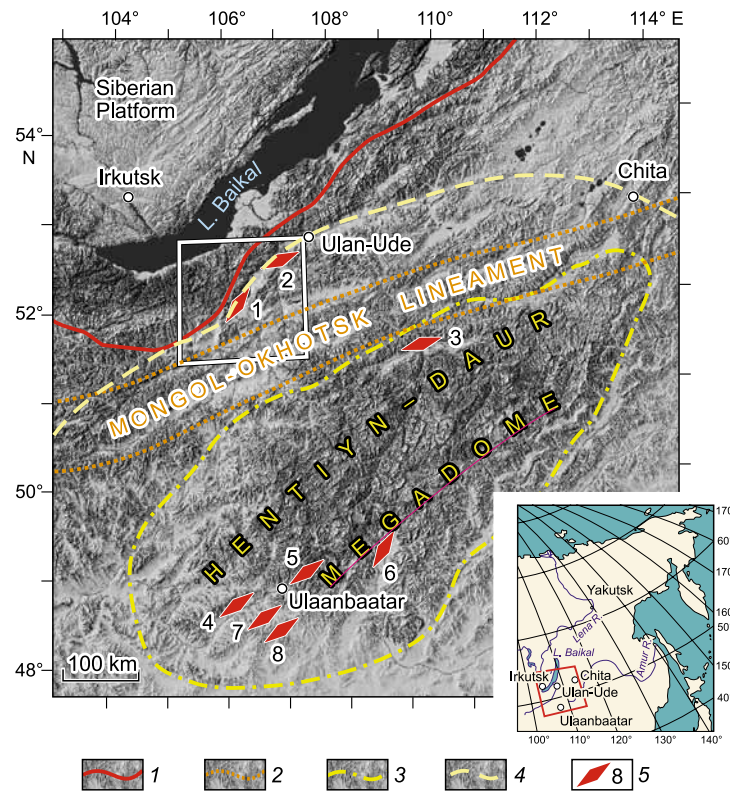 104° 106° 108° 110° 112° 114° E
54°
N
52°
50°
48°
Siberian
Platform
Irkutsk
L. Baikal
Chita
Ulan-Ude
2
1
MONGOL-OKHOTSK LINEAMENT
3
HENTIYN–DAUR
MEGADOME
5
6
Ulaanbaatar
4
7
8
100 km
170
60
170
Yakutsk
160
50
Lena R.
150
L. Baikal
Amur R.
Irkutsk
Chita
Ulan-Ude
40
Ulaanbaatar
100° 110° 120° 130° 140°
1 2 3 4 8 5